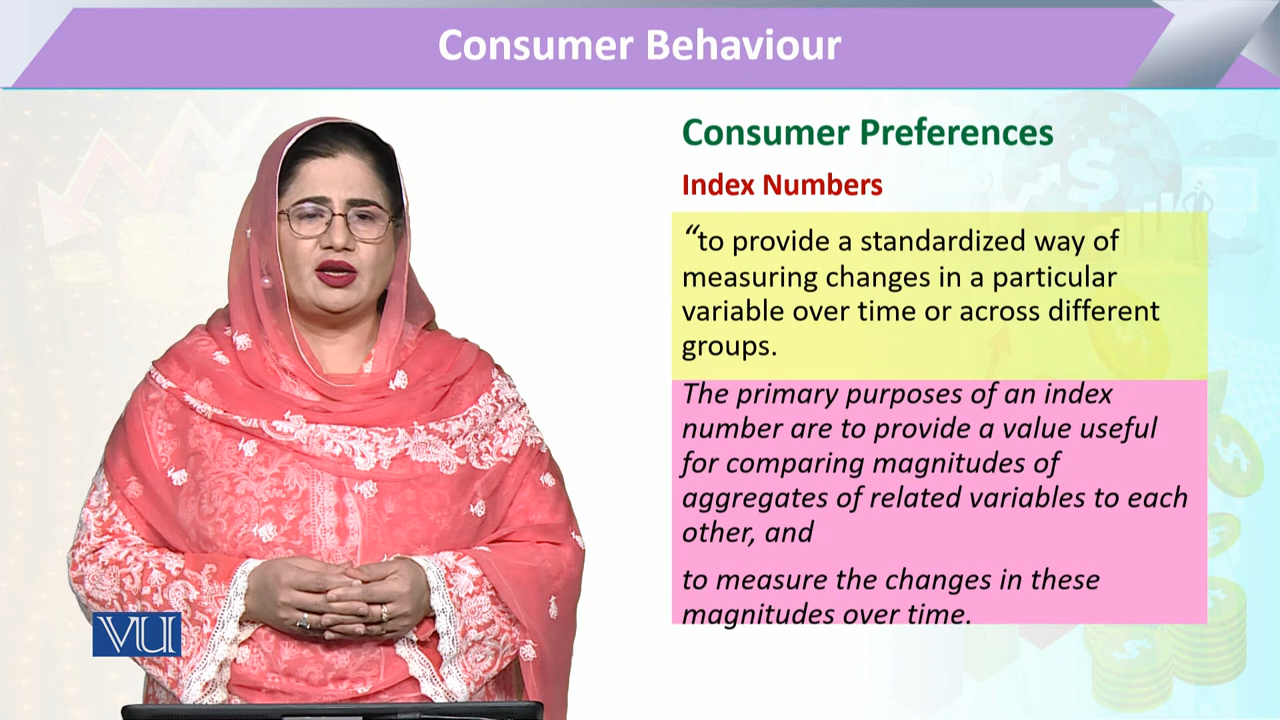 Consumer Behaviour
Consumer Preferences
Index Numbers
“to provide a standardized way of
measuring changes in a particular
variable over time or across different
groups.
The primary purposes of an index
number are to provide a value useful
for comparing magnitudes of
aggregates of related variables to each
other, and
to measure the changes in these
magnitudes over time.
VU